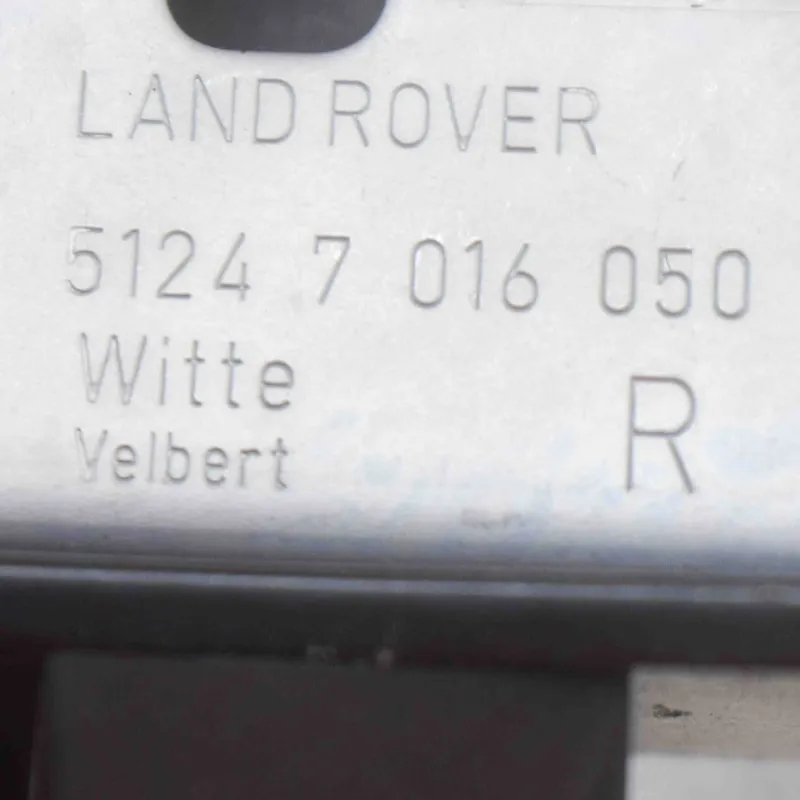 LAND ROVER
5124 7 016 050
Witte
Velbert
R